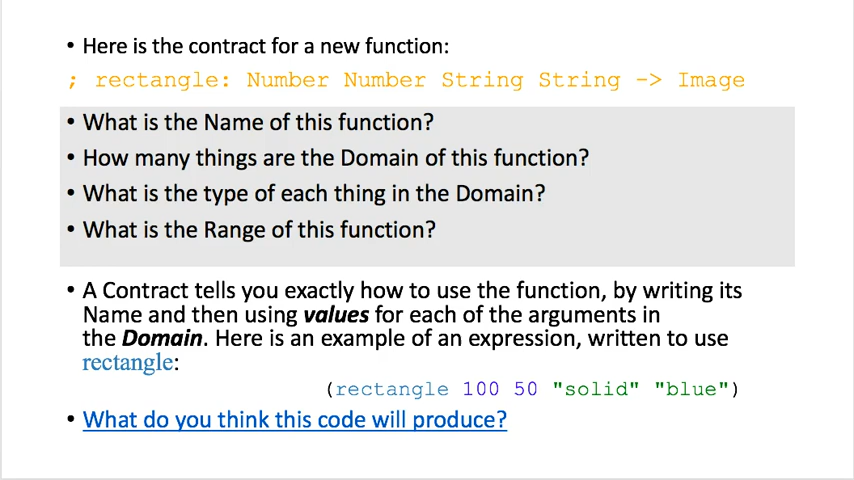 • Here is the contract for a new function:
; rectangle: Number Number String String -> Image
• What is the Name of this function?
• How many things are the Domain of this function?
• What is the type of each thing in the Domain?
• What is the Range of this function?
• A Contract tells you exactly how to use the function, by writing its
Name and then using values for each of the arguments in
the Domain. Here is an example of an expression, written to use
rectangle:
(rectangle 100 50 "solid" "blue")
• What do you think this code will produce?